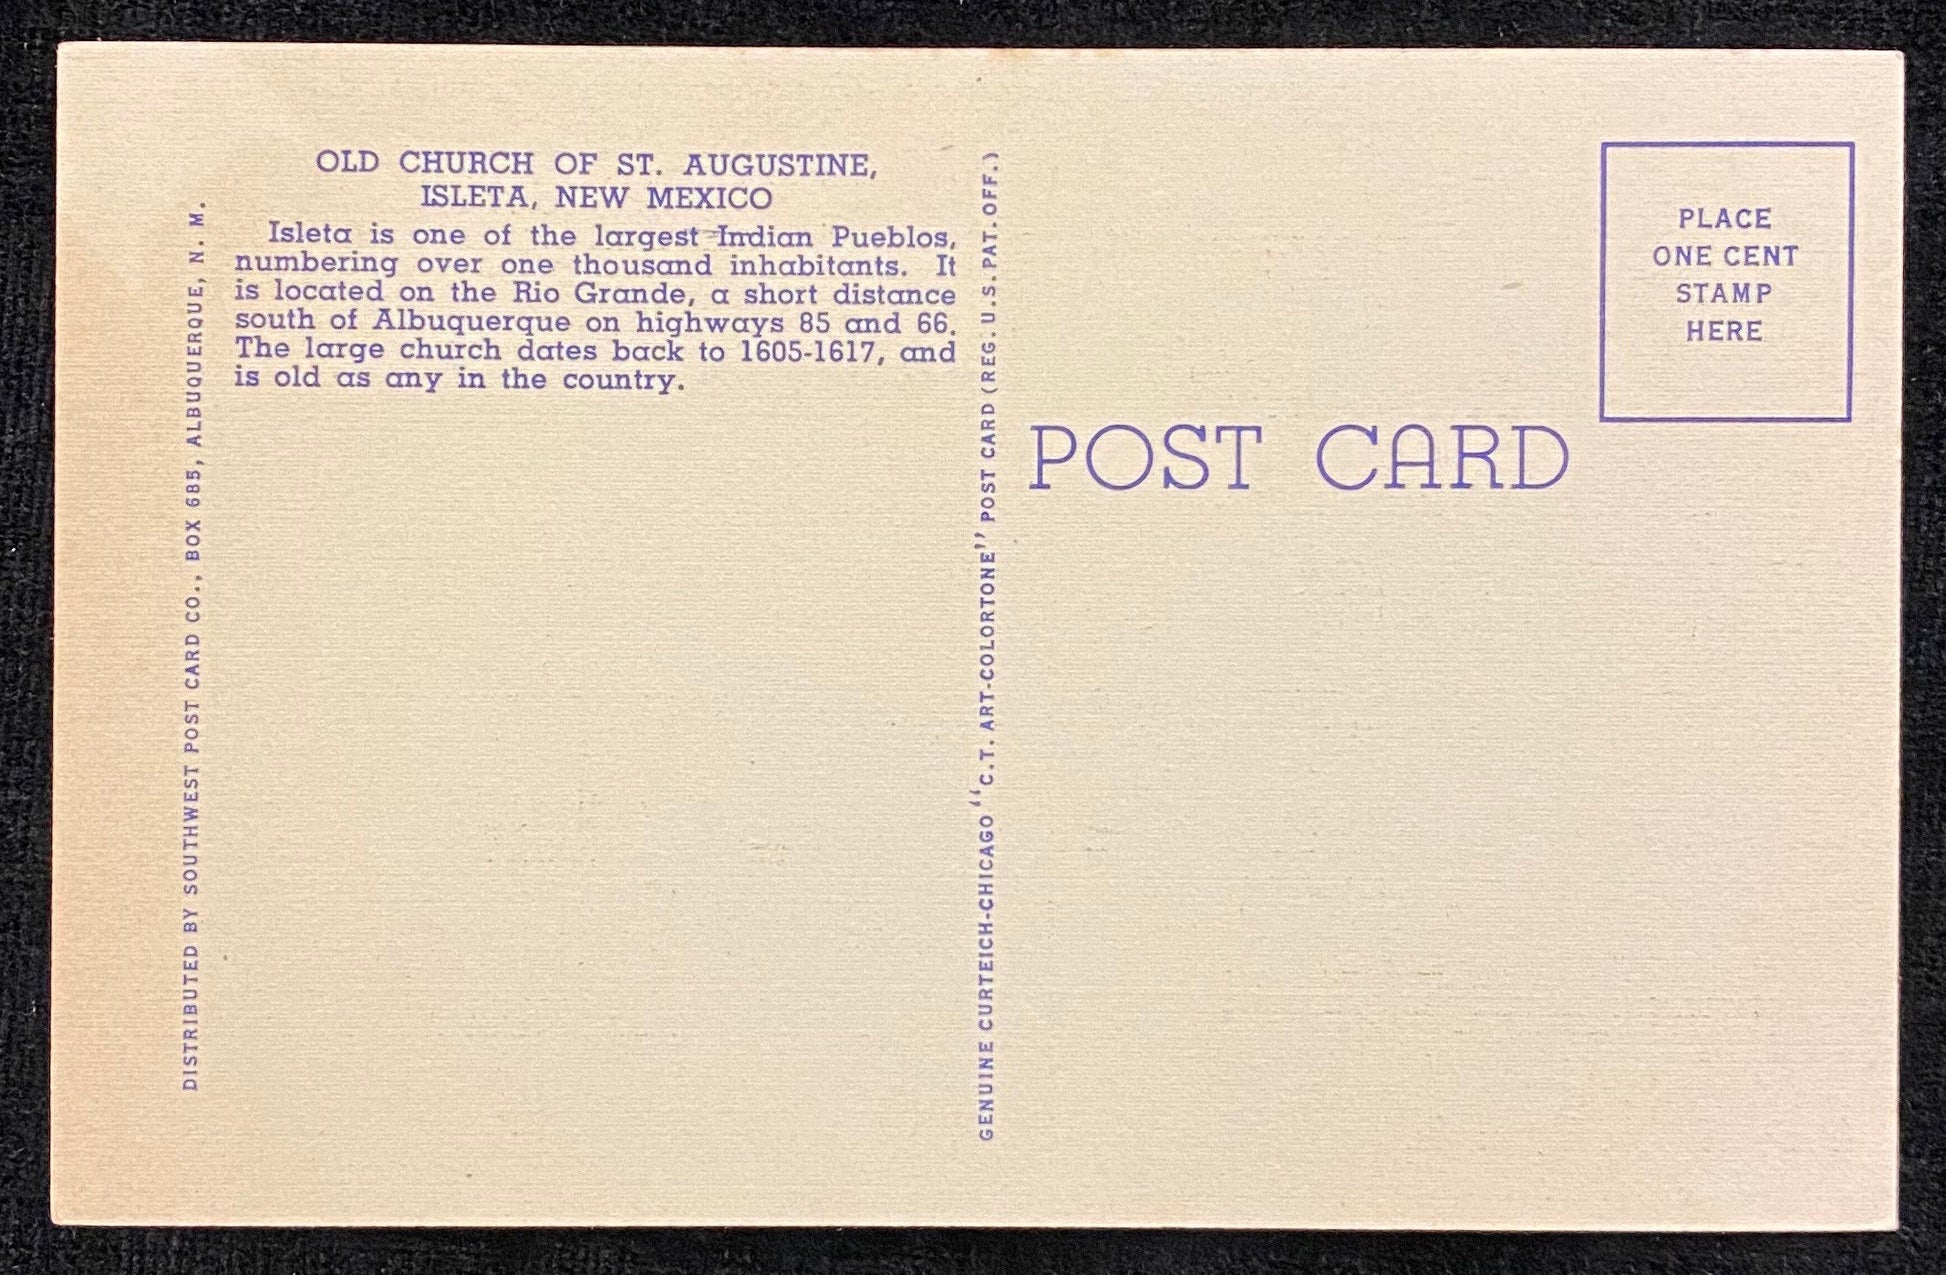 OLD CHURCH OF ST. AUGUSTINE,
ISLETA, NEW MEXICO
Isleta is one of the largest Indian Pueblos,
numbering over one thousand inhabitants. It
is located on the Rio Grande, a short distance
south of Albuquerque on highways 85 and 66.
The large church dates back to 1605-1617, and
is old as any in the country.
DISTRIBUTED BY SOUTHWEST POST CARD CO., BOX 685, ALBUQUERQUE, N. M.
GENUINE CURTEICH-CHICAGO "C.T. ART-COLORTONE" POST CARD (REG. U.S. PAT. OFF.)
POST CARD
PLACE
ONE CENT
STAMP
HERE